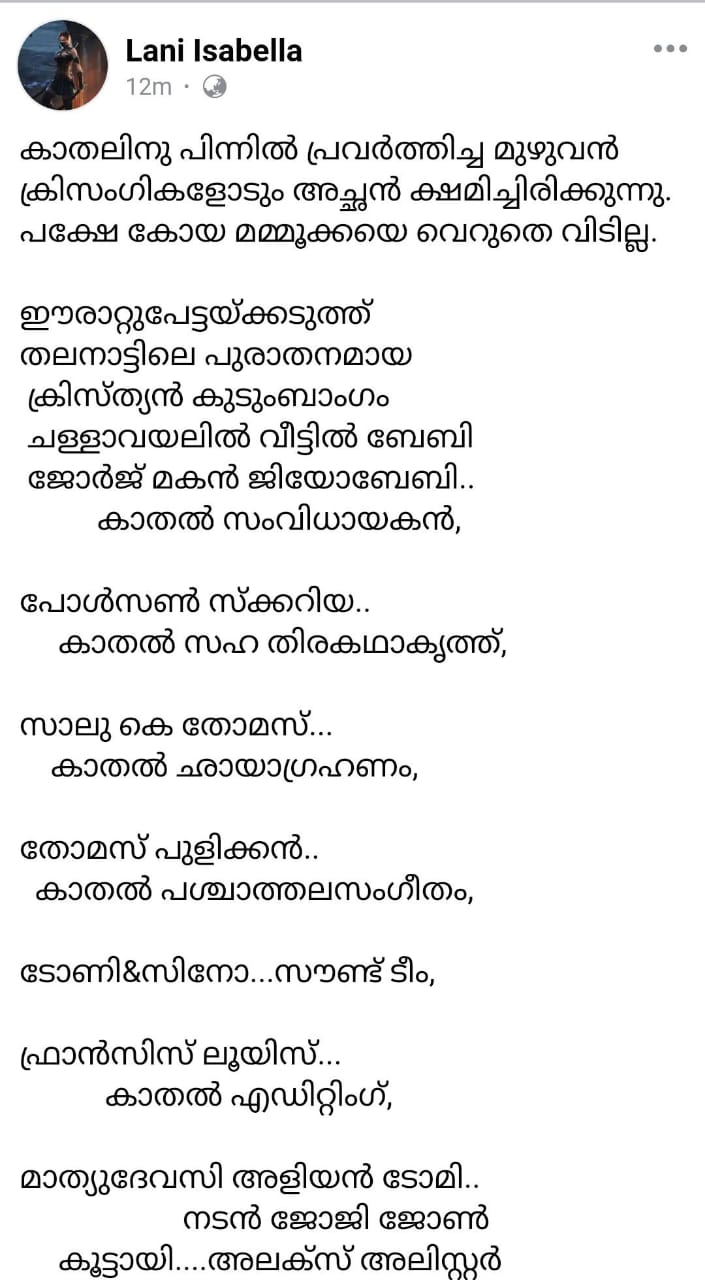 Lani Isabella
12m ·
കാതലിനു പിന്നിൽ പ്രവർത്തിച്ച മുഴുവൻ
ക്രിസംഗികളോടും അച്ഛൻ ക്ഷമിച്ചിരിക്കുന്നു.
പക്ഷേ കോയ മമ്മൂക്കയെ വെറുതെ വിടില്ല.
ഈരാറ്റുപേട്ടയ്ക്കടുത്ത്
തലനാട്ടിലെ പുരാതനമായ
ക്രിസ്ത്യൻ കുടുംബാംഗം
ചള്ളാവയലിൽ വീട്ടിൽ ബേബി
ജോർജ് മകൻ ജിയോബേബി..
കാതൽ സംവിധായകൻ,
പോൾസൺ സ്ക്കറിയ..
കാതൽ സഹ തിരകഥാകൃത്ത്,
സാലു കെ തോമസ്...
കാതൽ ഛായാഗ്രഹണം,
തോമസ് പുളിക്കൻ..
കാതൽ പശ്ചാത്തലസംഗീതം,
ടോണി&സിനോ...സൗണ്ട് ടീം,
ഫ്രാൻസിസ് ലൂയിസ്...
കാതൽ എഡിറ്റിംഗ്,
മാത്യുദേവസി അളിയൻ ടോമി..
നടൻ ജോജി ജോൺ
കൂട്ടായി....അലക്സ് അലിസ്റ്റർ